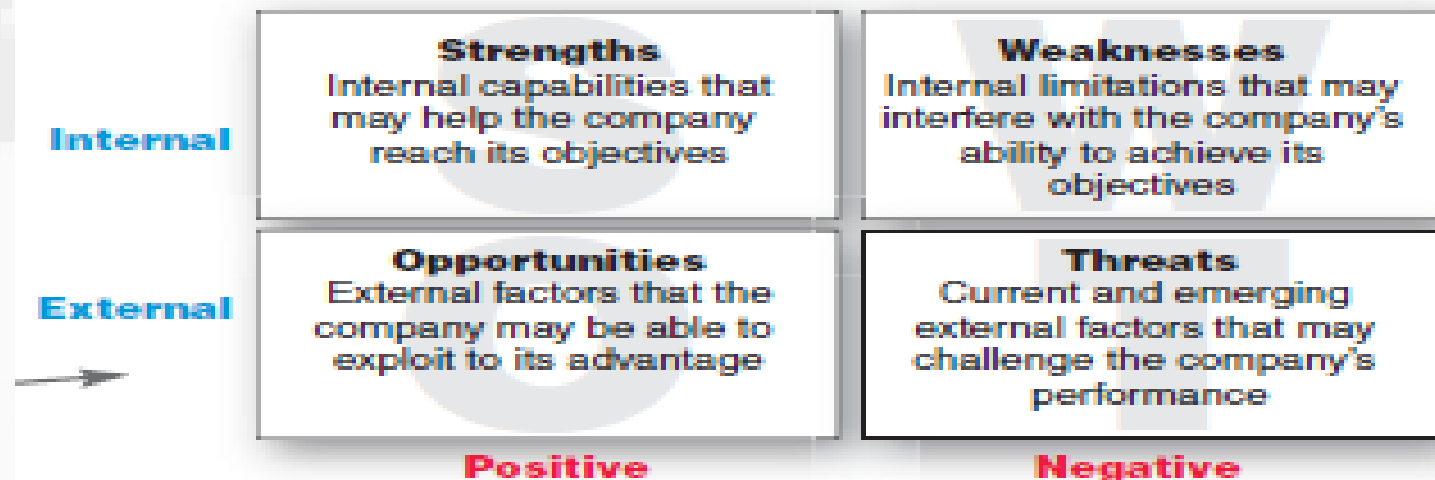 Strengths
Internal capabilities that
may help the company
reach its objectives
Weaknesses
Internal limitations that may
interfere with the company's
ability to achieve its
objectives
Internal
Opportunities
External factors that the
company may be able to
exploit to its advantage
Threats
Current and emerging
external factors that may
challenge the company's
performance
External
Positive
Negative